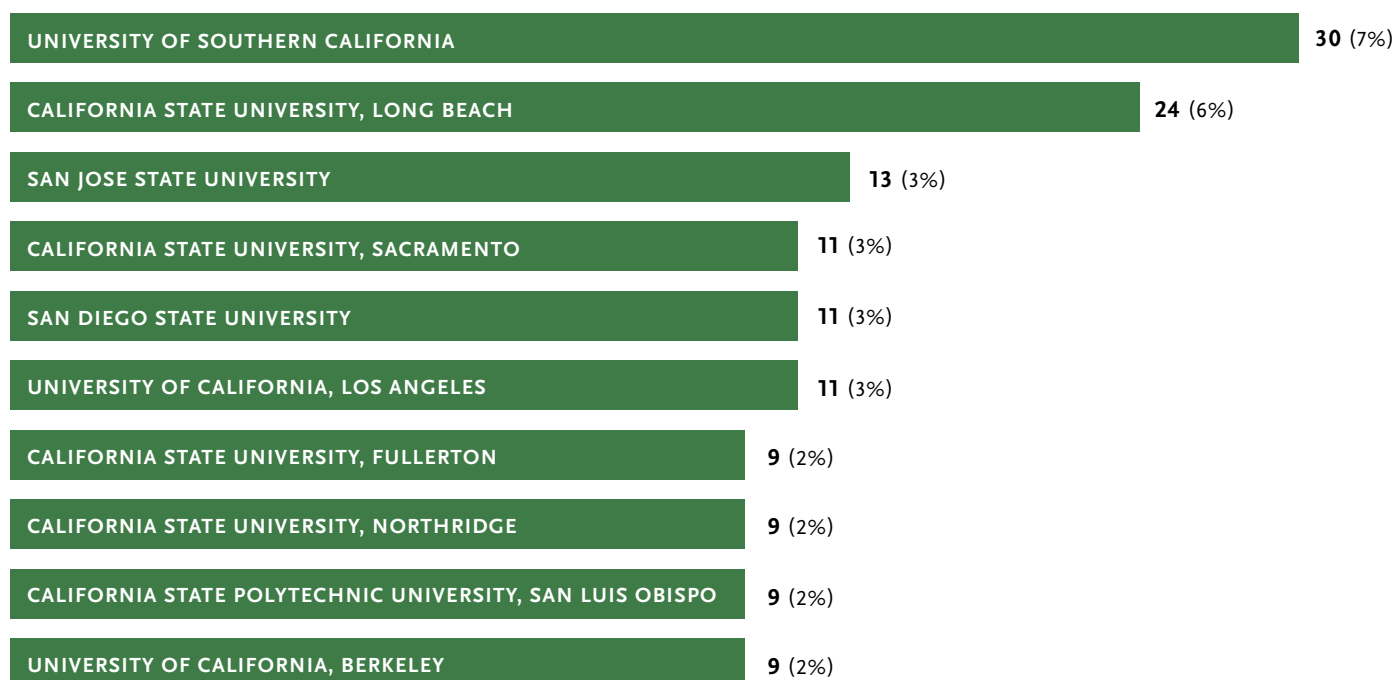 UNIVERSITY OF SOUTHERN CALIFORNIA 30 (7%)
CALIFORNIA STATE UNIVERSITY, LONG BEACH 24 (6%)
SAN JOSE STATE UNIVERSITY 13 (3%)
CALIFORNIA STATE UNIVERSITY, SACRAMENTO 11 (3%)
SAN DIEGO STATE UNIVERSITY 11 (3%)
UNIVERSITY OF CALIFORNIA, LOS ANGELES 11 (3%)
CALIFORNIA STATE UNIVERSITY, FULLERTON 9 (2%)
CALIFORNIA STATE UNIVERSITY, NORTHRIDGE 9 (2%)
CALIFORNIA STATE POLYTECHNIC UNIVERSITY, SAN LUIS OBISPO 9 (2%)
UNIVERSITY OF CALIFORNIA, BERKELEY 9 (2%)